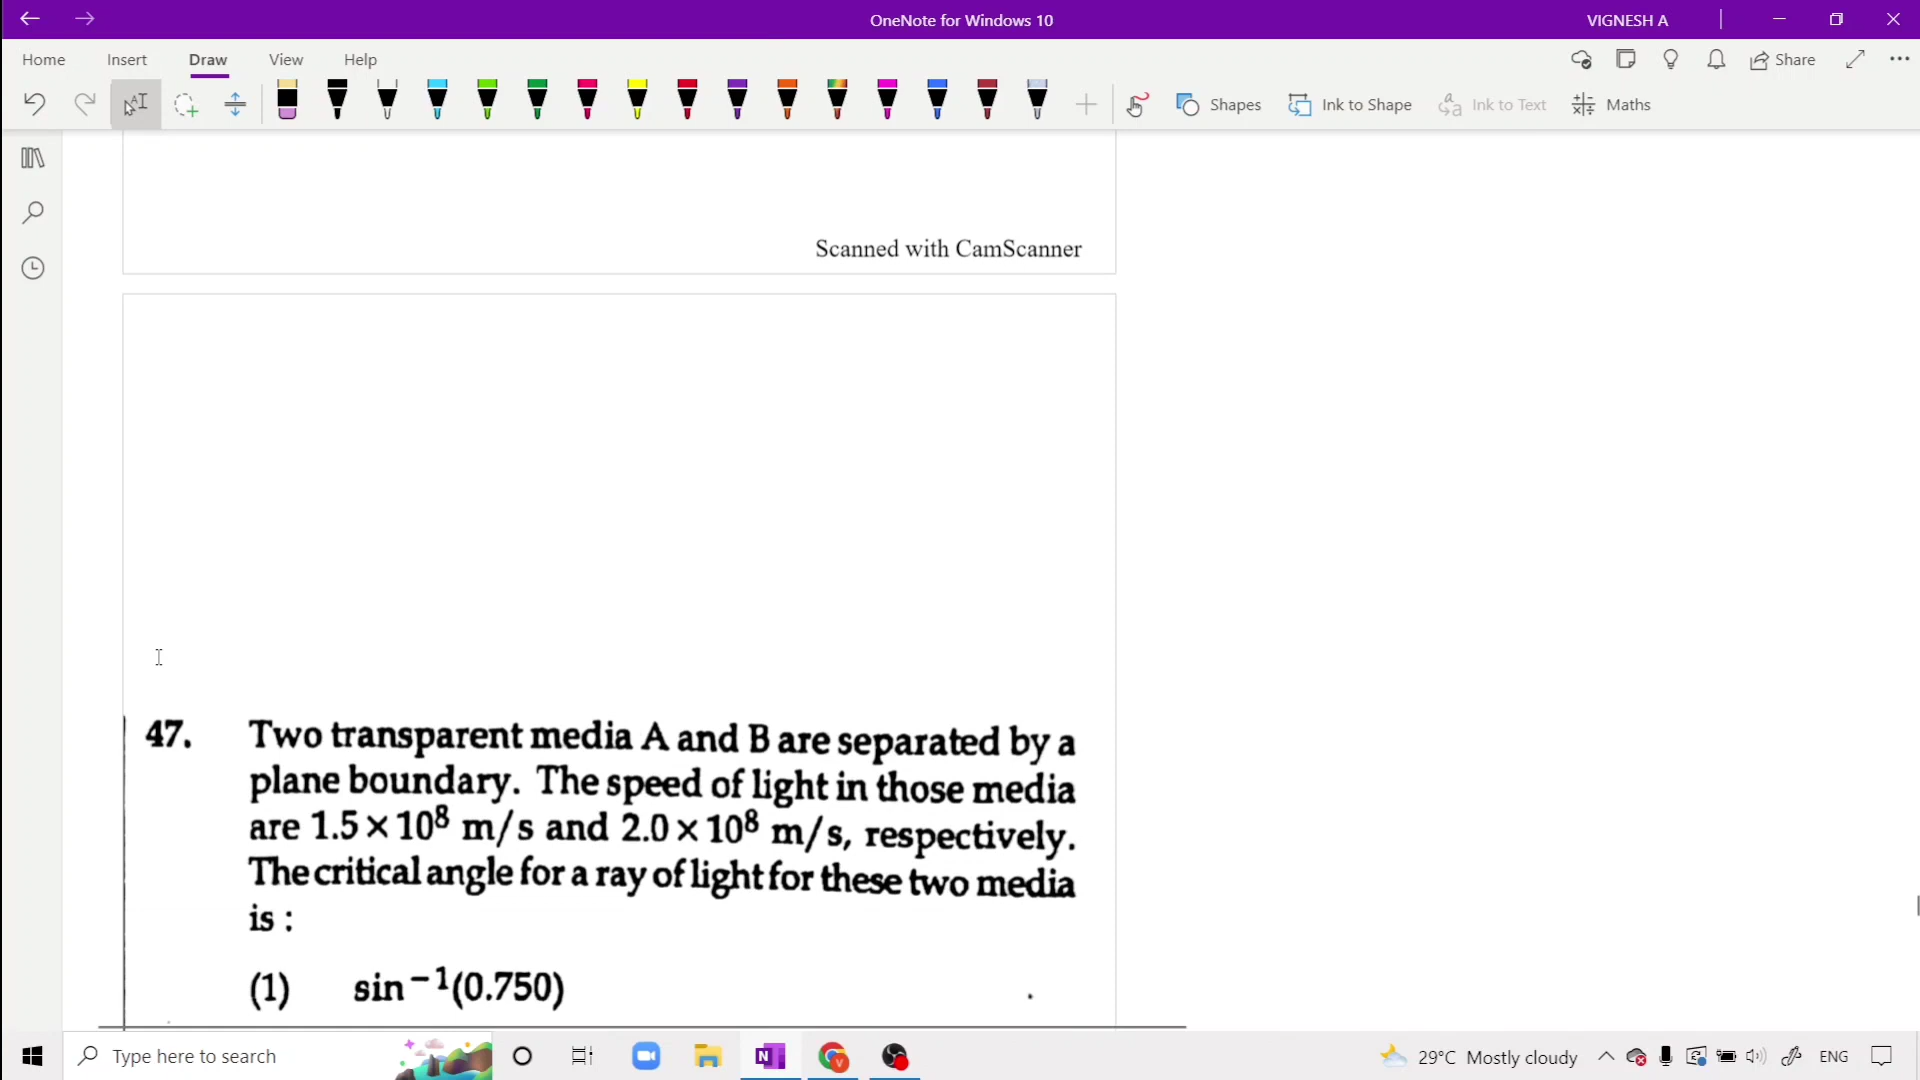 OneNote for Windows 10
VIGNESH A
Home Insert Draw View Help
Share
Shapes Ink to Shape Ink to Text Maths
Scanned with CamScanner
47. Two transparent media A and B are separated by a
plane boundary. The speed of light in those media
are 1.5×10⁸ m/s and 2.0×10⁸ m/s, respectively.
The critical angle for a ray of light for these two media
is :
(1) sin⁻¹(0.750)
Type here to search
29°C Mostly cloudy
ENG